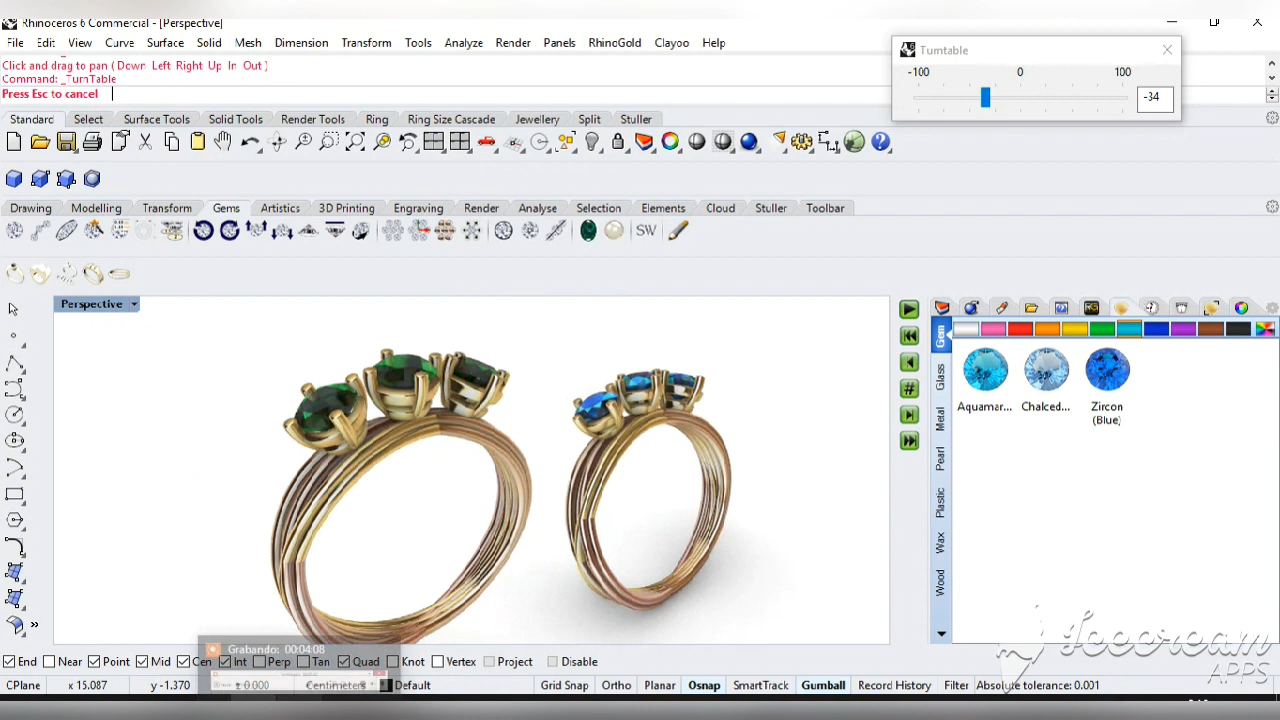 Rhinoceros 6 Commercial - [Perspective]
File Edit View Curve Surface Solid Mesh Dimension Transform Tools Analyze Render Panels RhinoGold Clayoo Help
Click and drag to pan ( Down Left Right Up In Out )
Command: _TurnTable
Press Esc to cancel
Turntable
-100 0 100
-34
Standard Select Surface Tools Solid Tools Render Tools Ring Ring Size Cascade Jewellery Split Stuller
Drawing Modelling Transform Gems Artistics 3D Printing Engraving Render Analyse Selection Elements Cloud Stuller Toolbar
SW
Perspective
Gem
Glass
Metal
Pearl
Plastic
Wax
Wood
Aquamar... Chalced... Zircon
(Blue)
Grabando: 00:04:08
End Near Point Mid Cen Int Perp Tan Quad Knot Vertex Project Disable
CPlane x 15.087 y -1.370 z 0.000 Centimeters Default Grid Snap Ortho Planar Osnap SmartTrack Gumball Record History Filter Absolute tolerance: 0.001
Icecream
APPS